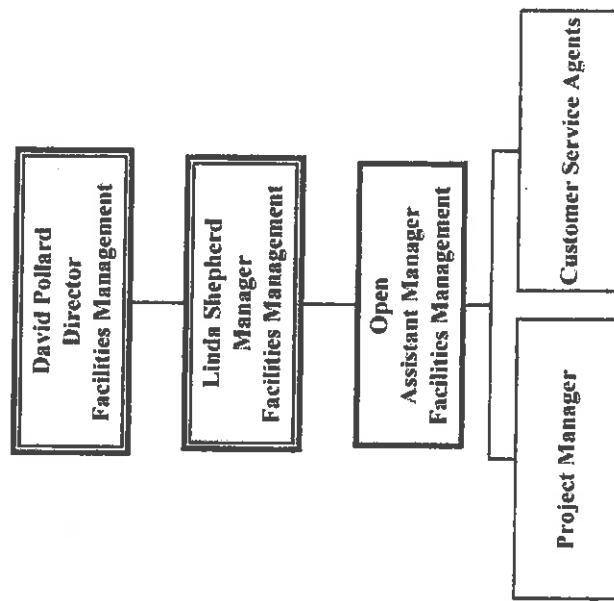 David Pollard
Director
Facilities Management
Linda Shepherd
Manager
Facilities Management
Open
Assistant Manager
Facilities Management
Project Manager
Customer Service Agents